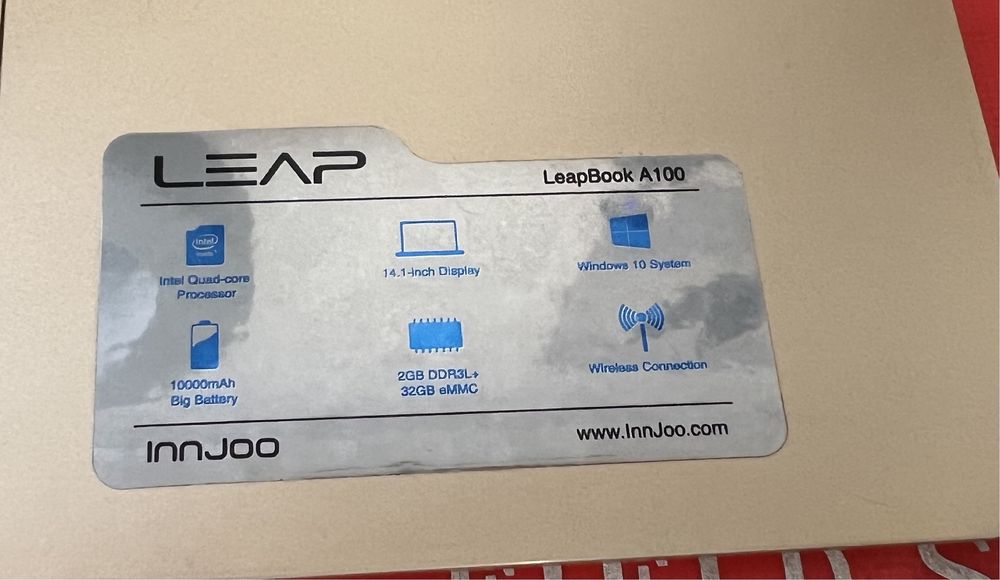 LEAP
LeapBook A100
intel
inside
Intel Quad-core
Processor
14.1-inch Display
Windows 10 System
10000mAh
Big Battery
2GB DDR3L+
32GB eMMC
Wireless Connection
InnJoo
www.InnJoo.com